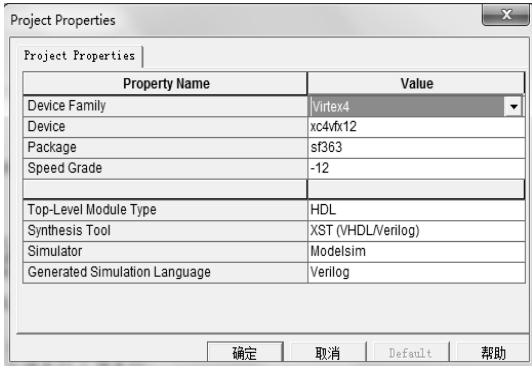 Project Properties
X
Project Properties
Property Name Value
Device Family Virtex4
Device xc4vfx12
Package sf363
Speed Grade -12
Top-Level Module Type HDL
Synthesis Tool XST (VHDL/Verilog)
Simulator Modelsim
Generated Simulation Language Verilog
确定 取消 Default 帮助